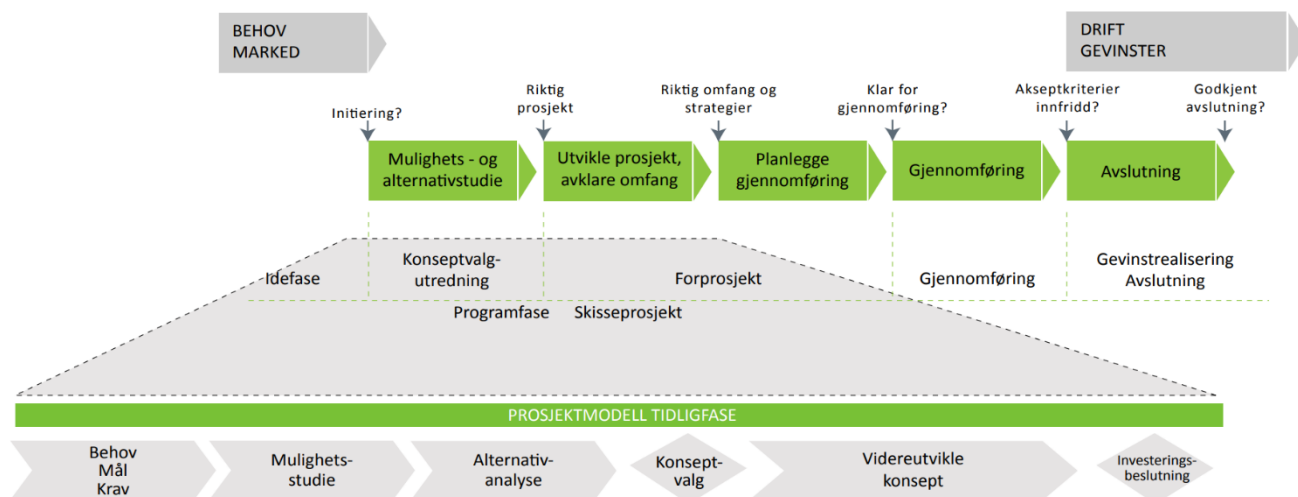 BEHOV
MARKED
DRIFT
GEVINSTER
Initiering?
Riktig
prosjekt
Riktig omfang og
strategier
Klar for
gjennomføring?
Akseptkriterier
innfridd?
Godkjent
avslutning?
Mulighets - og
alternativstudie
Utvikle prosjekt,
avklare omfang
Planlegge
gjennomføring
Gjennomføring
Avslutning
Idefase
Konseptvalg-
utredning
Forprosjekt
Gjennomføring
Gevinstrealisering
Avslutning
Programfase
Skisseprosjekt
PROSJEKTMODELL TIDLIGFASE
Behov
Mål
Krav
Mulighets-
studie
Alternativ-
analyse
Konsept-
valg
Videreutvikle
konsept
Investerings-
beslutning